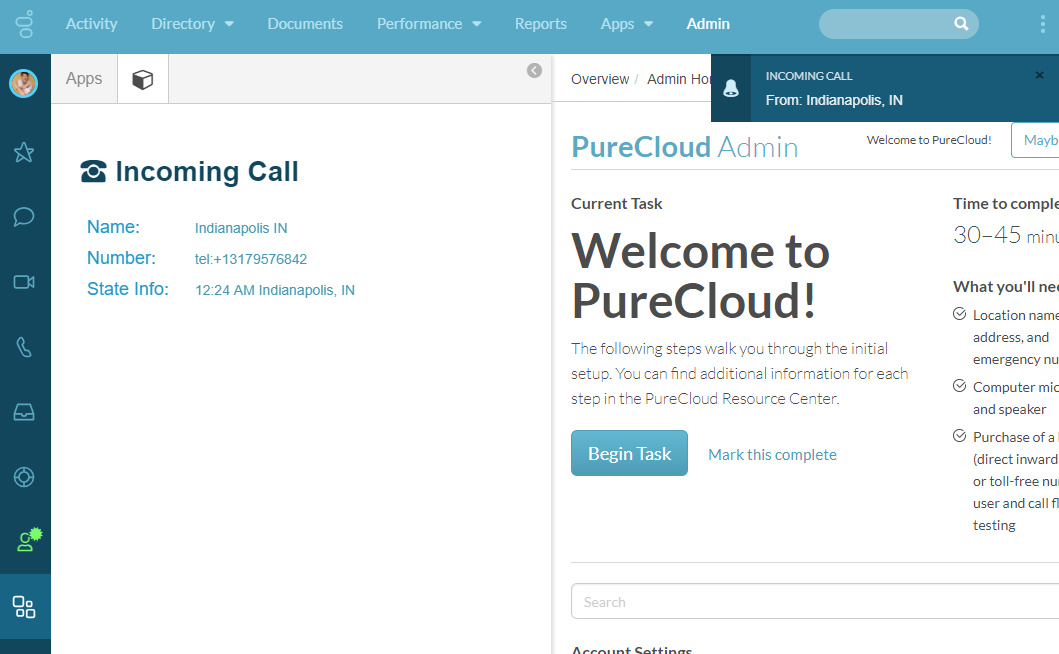 Activity Directory Documents Performance Reports Apps Admin
Apps
Incoming Call
Name: Indianapolis IN
Number: tel:+13179576842
State Info: 12:24 AM Indianapolis, IN
Overview / Admin Ho
INCOMING CALL
From: Indianapolis, IN
PureCloud Admin
Welcome to PureCloud!
Mayb
Current Task
Welcome to
PureCloud!
The following steps walk you through the initial
setup. You can find additional information for each
step in the PureCloud Resource Center.
Begin Task Mark this complete
Time to comple
30–45 minu
What you'll nee
Location name
address, and
emergency nu
Computer mic
and speaker
Purchase of a
(direct inward
or toll-free nu
user and call fl
testing
Search
Account Settings